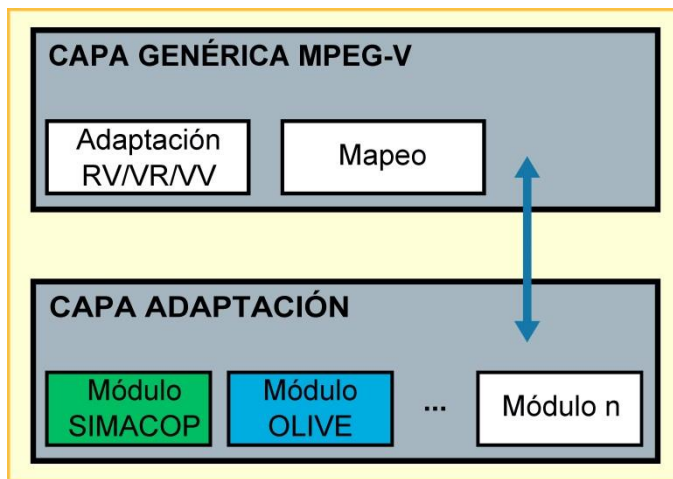 CAPA GENÉRICA MPEG-V
Adaptación
RV/VR/VV
Mapeo
CAPA ADAPTACIÓN
Módulo
SIMACOP
Módulo
OLIVE
...
Módulo n